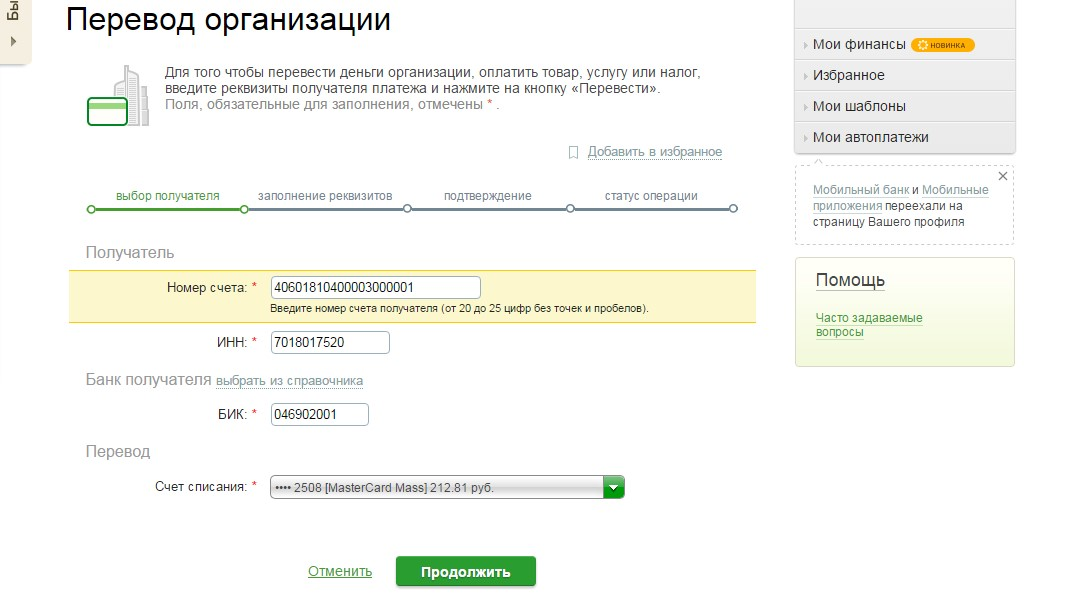 Бы
Перевод организации
Для того чтобы перевести деньги организации, оплатить товар, услугу или налог,
введите реквизиты получателя платежа и нажмите на кнопку «Перевести».
Поля, обязательные для заполнения, отмечены * .
Добавить в избранное
выбор получателя заполнение реквизитов подтверждение статус операции
Получатель
Номер счета: * 40601810400003000001
Введите номер счета получателя (от 20 до 25 цифр без точек и пробелов).
ИНН: * 7018017520
Банк получателя выбрать из справочника
БИК: * 046902001
Перевод
Счет списания: * •••• 2508 [MasterCard Mass] 212.81 руб.
Отменить Продолжить
Мои финансы НОВИНКА
Избранное
Мои шаблоны
Мои автоплатежи
Мобильный банк и Мобильные
приложения переехали на
страницу Вашего профиля
Помощь
Часто задаваемые
вопросы